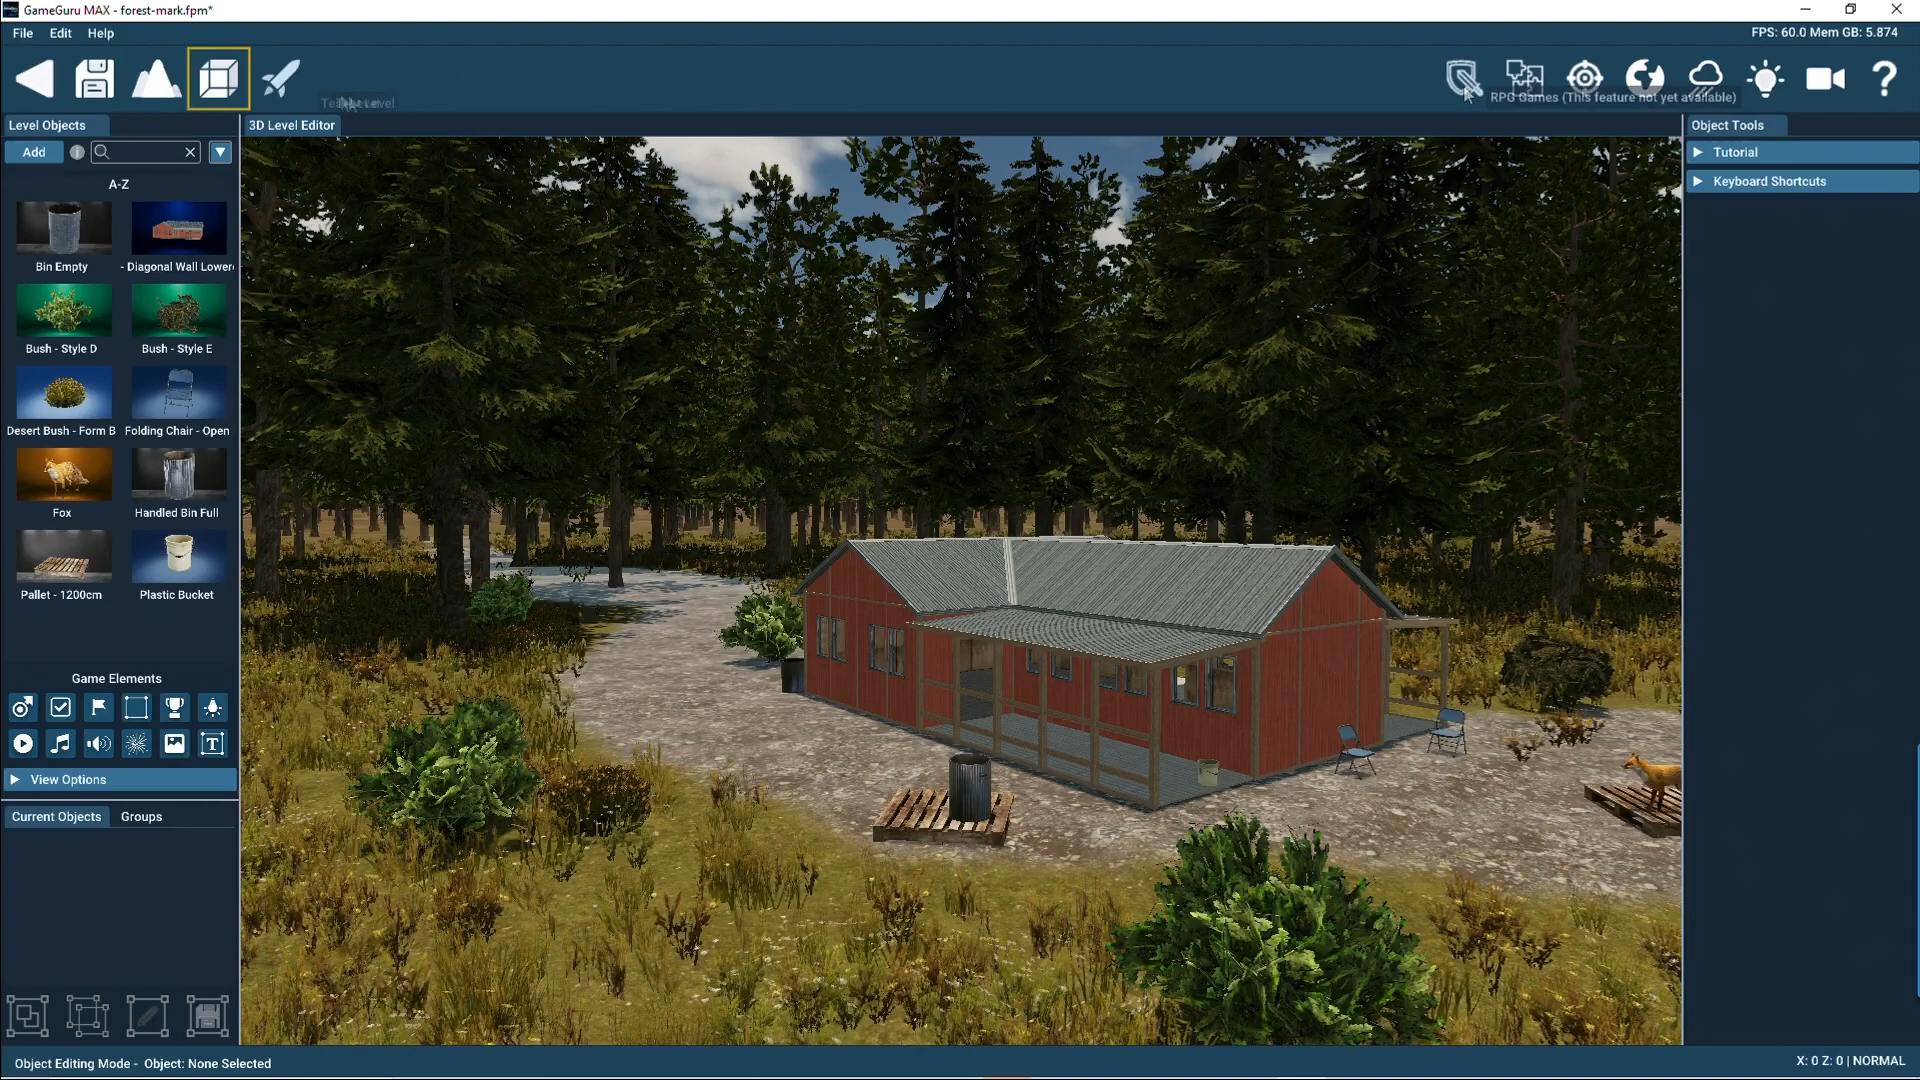 GameGuru MAX - forest-mark.fpm*
File Edit Help
FPS: 60.0 Mem GB: 5.874
RPG Games (This feature not yet available)
Level Objects
3D Level Editor
Object Tools
Add
Tutorial
Keyboard Shortcuts
A-Z
Bin Empty
- Diagonal Wall Lower
Bush - Style D
Bush - Style E
Desert Bush - Form B
Folding Chair - Open
Fox
Handled Bin Full
Pallet - 1200cm
Plastic Bucket
Game Elements
View Options
Current Objects
Groups
Object Editing Mode - Object: None Selected
X: 0 Z: 0 | NORMAL